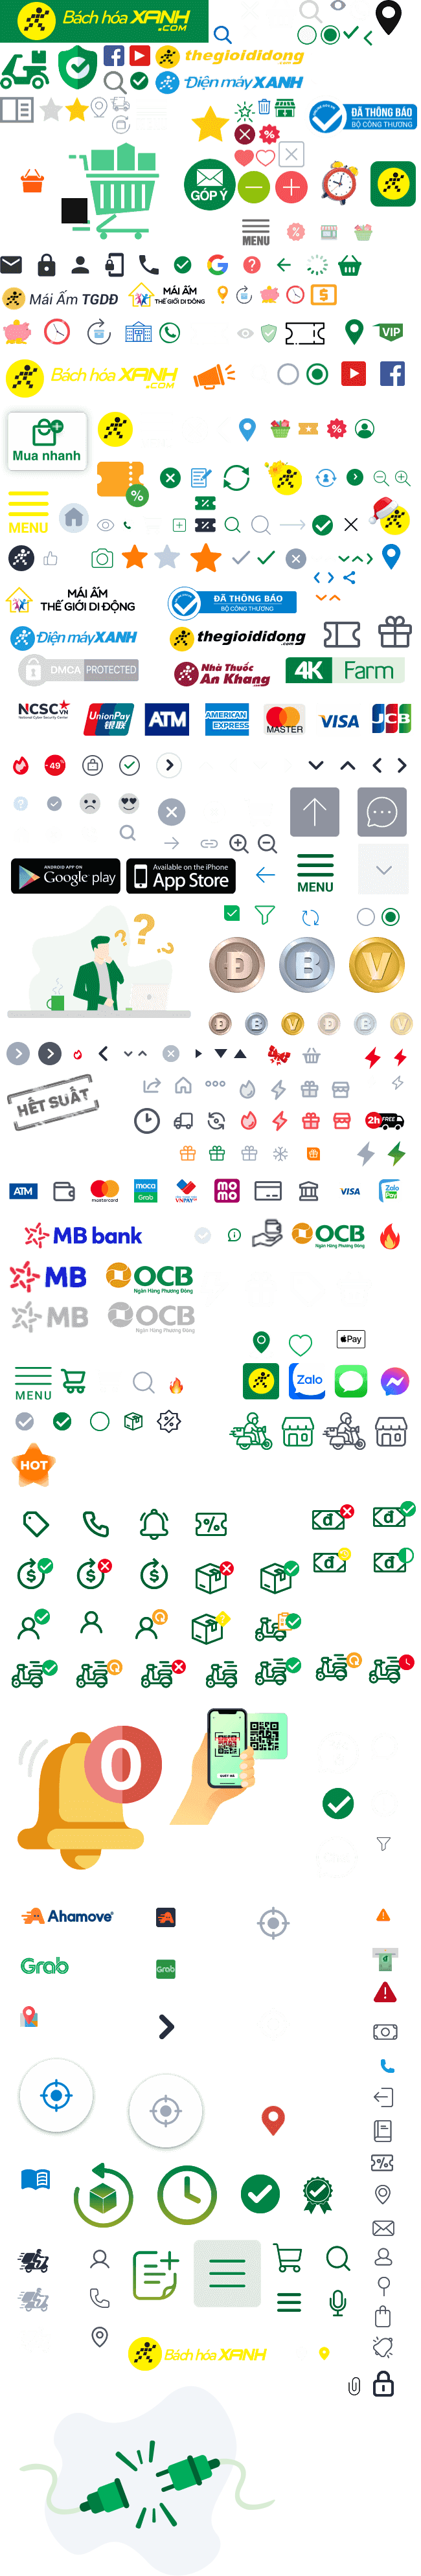 Bách hóa XANH
.COM
thegioididong
Điện máy XANH
ĐÃ THÔNG BÁO
BỘ CÔNG THƯƠNG
GÓP Ý
MENU
Mái Ấm TGDĐ
MÁI ẤM
THẾ GIỚI DI ĐỘNG
VIP
Bách hóa XANH
.COM
Mua nhanh
%
MENU
MÁI ẤM
THẾ GIỚI DI ĐỘNG
ĐÃ THÔNG BÁO
BỘ CÔNG THƯƠNG
Điện máy XANH
thegioididong
.com
DMCA PROTECTED
Nhà Thuốc
An Khang
4K Farm
NCSC VN
National Cyber Security Center
UnionPay
银联
ATM
AMERICAN
EXPRESS
MASTER
VISA
JCB
-49%
ANDROID APP ON
Google play
Available on the iPhone
App Store
MENU
? ? ?
Đ B V
Đ B V Đ B V
HẾT SUẤT
2h FREE
ATM
mastercard
moca
Grab
VNPAY
MO
MO
VISA
Zalo
Pay
MB bank
OCB
Ngân Hàng Phương Đông
MB
OCB
Ngân Hàng Phương Đông
MB
OCB
Ngân Hàng Phương Đông
Pay
MENU
Zalo
HOT
0
Ahamove
Grab
Grab
Bách hóa XANH
.COM